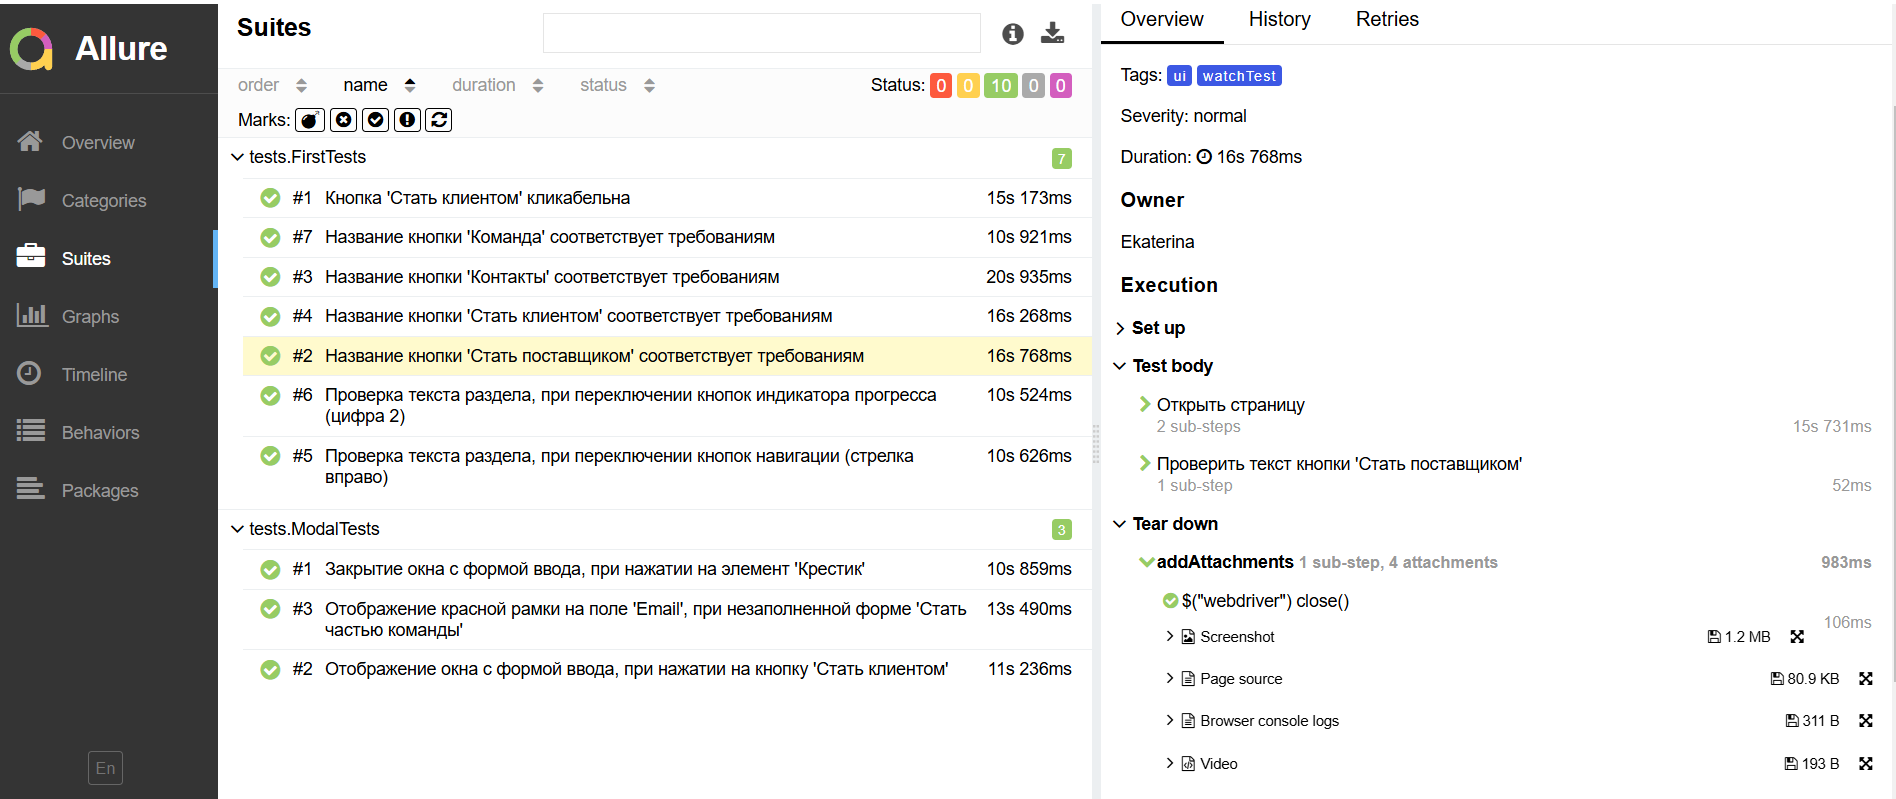 Allure
Overview
Categories
Suites
Graphs
Timeline
Behaviors
Packages
En
Suites
order name duration status
Status: 0 0 10 0 0
Marks:
tests.FirstTests 7
#1 Кнопка 'Стать клиентом' кликабельна 15s 173ms
#7 Название кнопки 'Команда' соответствует требованиям 10s 921ms
#3 Название кнопки 'Контакты' соответствует требованиям 20s 935ms
#4 Название кнопки 'Стать клиентом' соответствует требованиям 16s 268ms
#2 Название кнопки 'Стать поставщиком' соответствует требованиям 16s 768ms
#6 Проверка текста раздела, при переключении кнопок индикатора прогресса 10s 524ms
(цифра 2)
#5 Проверка текста раздела, при переключении кнопок навигации (стрелка 10s 626ms
вправо)
tests.ModalTests 3
#1 Закрытие окна с формой ввода, при нажатии на элемент 'Крестик' 10s 859ms
#3 Отображение красной рамки на поле 'Email', при незаполненной форме 'Стать 13s 490ms
частью команды'
#2 Отображение окна с формой ввода, при нажатии на кнопку 'Стать клиентом' 11s 236ms
Overview History Retries
Tags: ui watchTest
Severity: normal
Duration: 16s 768ms
Owner
Ekaterina
Execution
Set up
Test body
Открыть страницу
2 sub-steps 15s 731ms
Проверить текст кнопки 'Стать поставщиком'
1 sub-step 52ms
Tear down
addAttachments 1 sub-step, 4 attachments 983ms
$("webdriver") close()
106ms
Screenshot 1.2 MB
Page source 80.9 KB
Browser console logs 311 B
Video 193 B